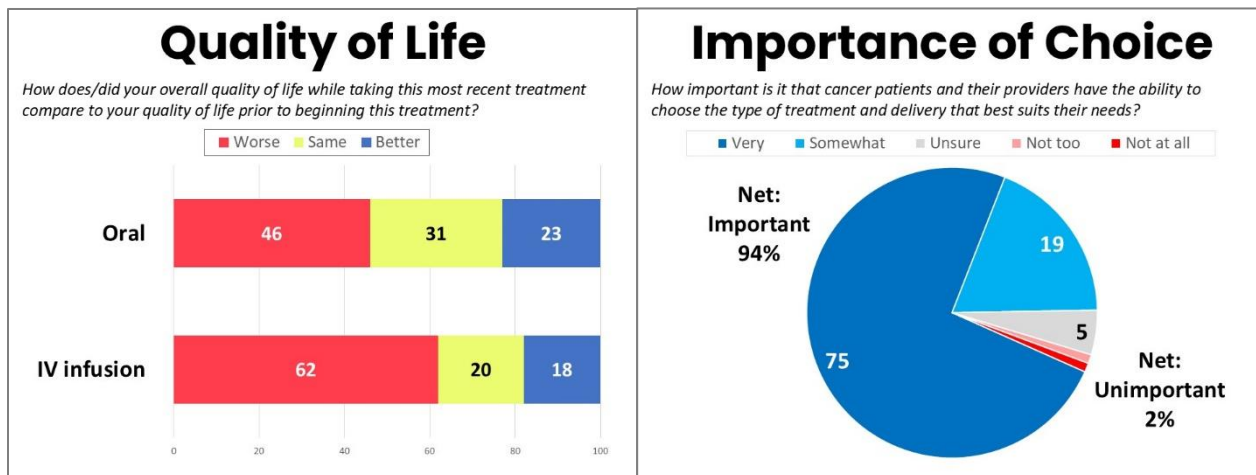 Quality of Life
How does/did your overall quality of life while taking this most recent treatment
compare to your quality of life prior to beginning this treatment?
Worse Same Better
Oral 46 31 23
IV infusion 62 20 18
0 20 40 60 80 100
Importance of Choice
How important is it that cancer patients and their providers have the ability to
choose the type of treatment and delivery that best suits their needs?
Very Somewhat Unsure Not too Not at all
Net:
Important
94%
19
5
75
Net:
Unimportant
2%